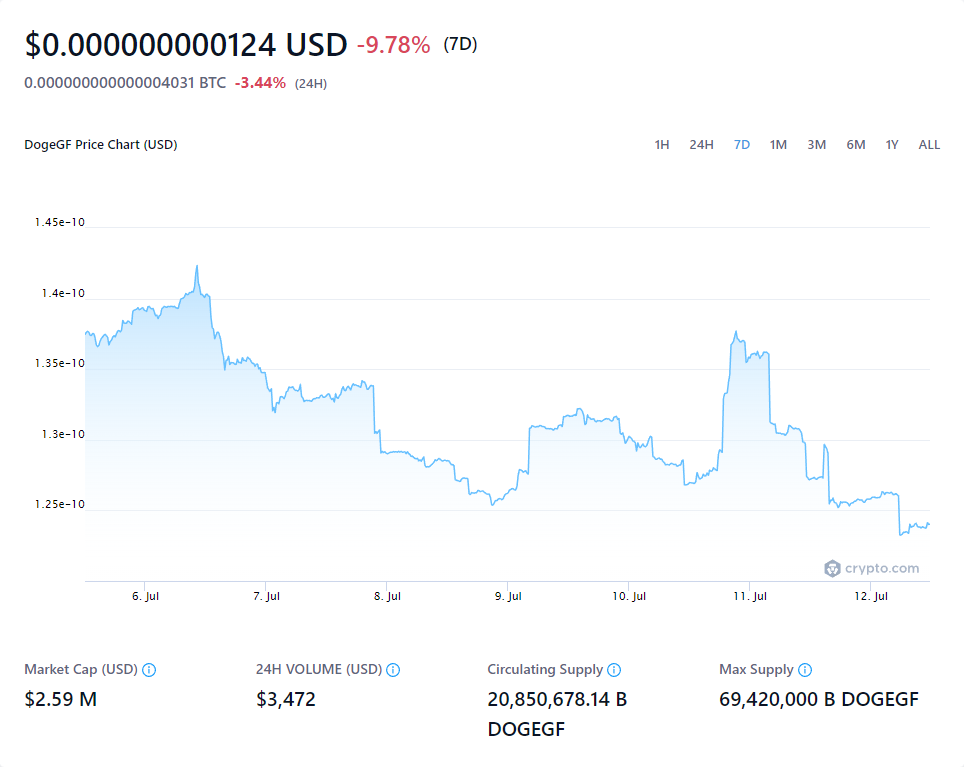 $0.000000000124 USD -9.78% (7D)
0.000000000000004031 BTC -3.44% (24H)
DogeGF Price Chart (USD) 1H 24H 7D 1M 3M 6M 1Y ALL
1.45e-10
1.4e-10
1.35e-10
1.3e-10
1.25e-10
crypto.com
6. Jul 7. Jul 8. Jul 9. Jul 10. Jul 11. Jul 12. Jul
Market Cap (USD) 24H VOLUME (USD) Circulating Supply Max Supply
$2.59 M $3,472 20,850,678.14 B 69,420,000 B DOGEGF
DOGEGF